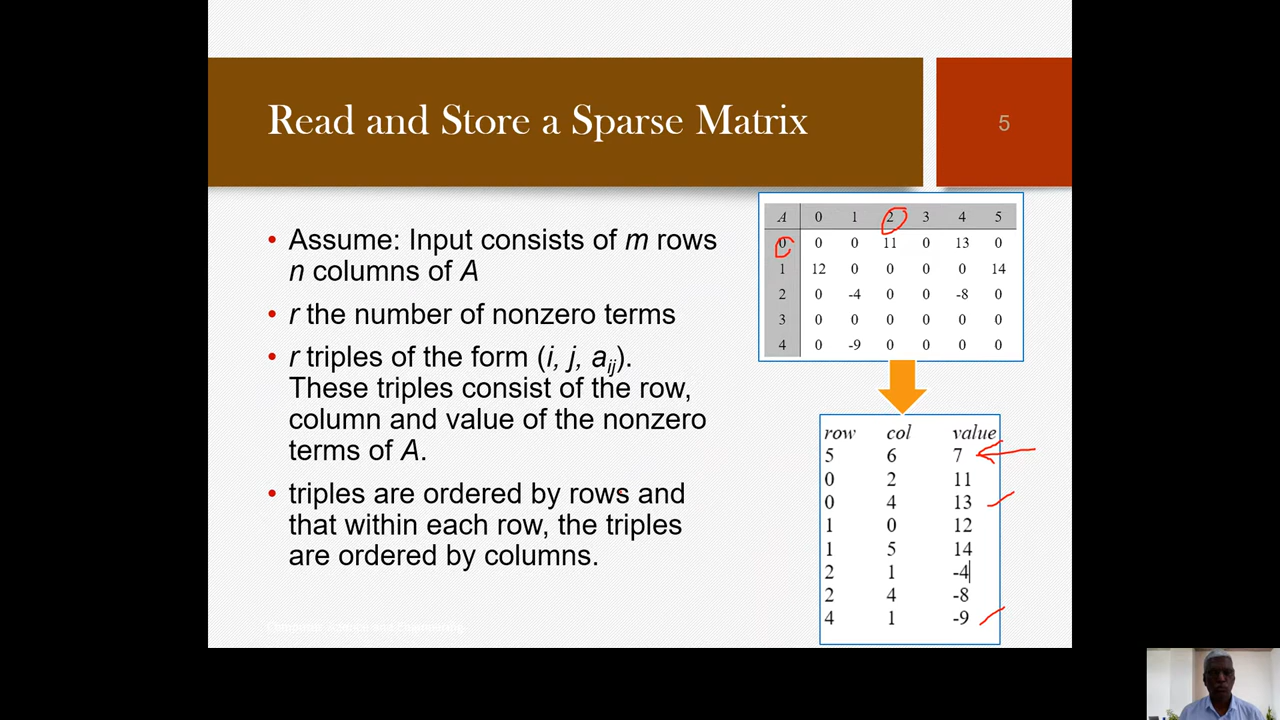 Read and Store a Sparse Matrix
5
• Assume: Input consists of m rows
n columns of A
• r the number of nonzero terms
• r triples of the form (i, j, aij).
These triples consist of the row,
column and value of the nonzero
terms of A.
• triples are ordered by rows and
that within each row, the triples
are ordered by columns.
A 0 1 2 3 4 5
0 0 0 11 0 13 0
1 12 0 0 0 0 14
2 0 -4 0 0 -8 0
3 0 0 0 0 0 0
4 0 -9 0 0 0 0
row col value
5 6 7
0 2 11
0 4 13
1 0 12
1 5 14
2 1 -4
2 4 -8
4 1 -9
Science and Engineering